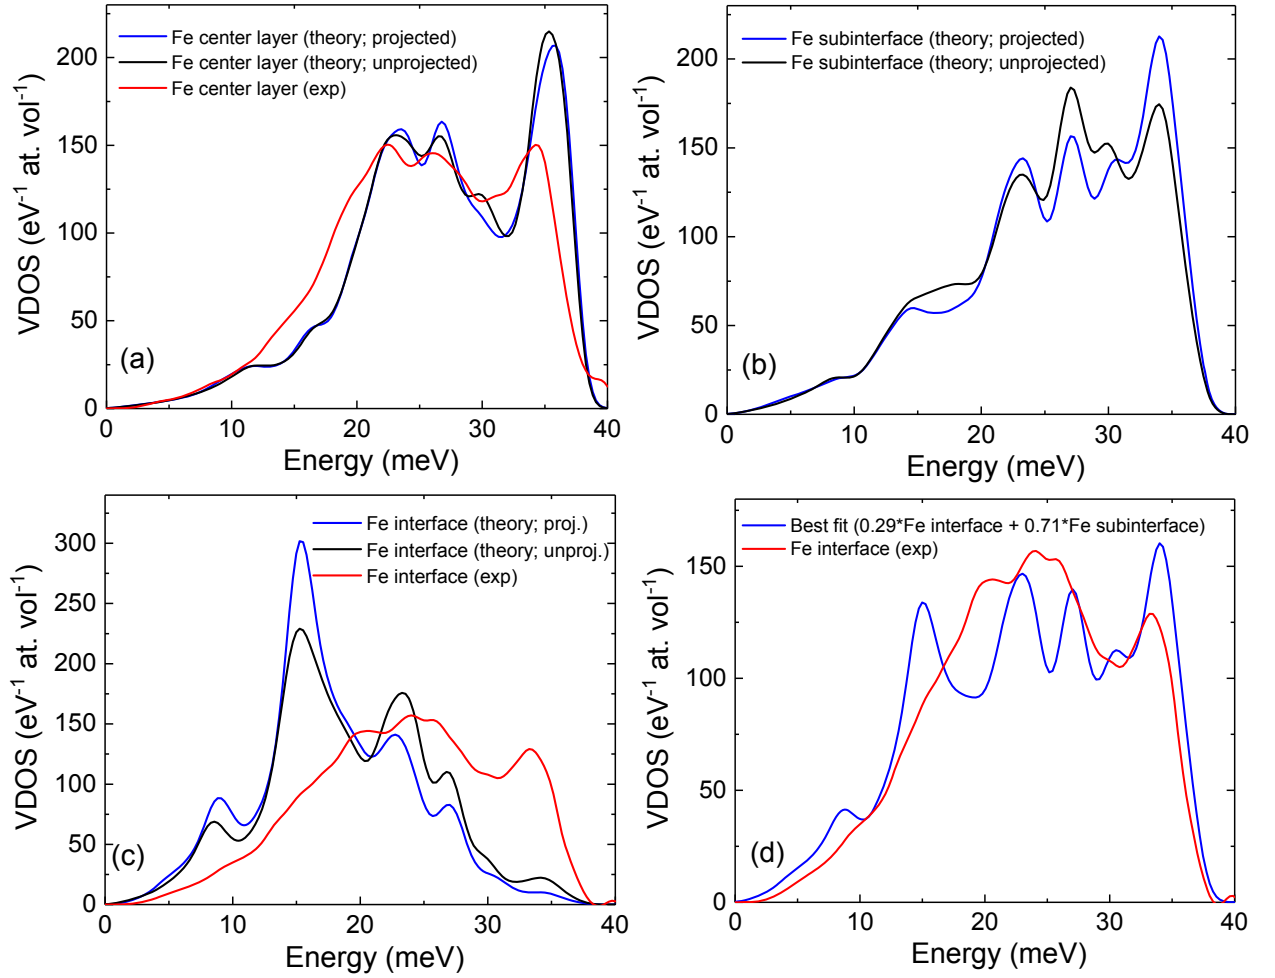 Fe center layer (theory; projected)
Fe center layer (theory; unprojected)
Fe center layer (exp)
VDOS (eV⁻¹ at. vol⁻¹)
200
150
100
50
0
(a)
0 10 20 30 40
Energy (meV)
Fe subinterface (theory; projected)
Fe subinterface (theory; unprojected)
VDOS (eV⁻¹ at. vol⁻¹)
200
150
100
50
0
(b)
0 10 20 30 40
Energy (meV)
Fe interface (theory; proj.)
Fe interface (theory; unproj.)
Fe interface (exp)
VDOS (eV⁻¹ at. vol⁻¹)
300
250
200
150
100
50
0
(c)
0 10 20 30 40
Energy (meV)
Best fit (0.29*Fe interface + 0.71*Fe subinterface)
Fe interface (exp)
VDOS (eV⁻¹ at. vol⁻¹)
150
100
50
0
(d)
0 10 20 30 40
Energy (meV)